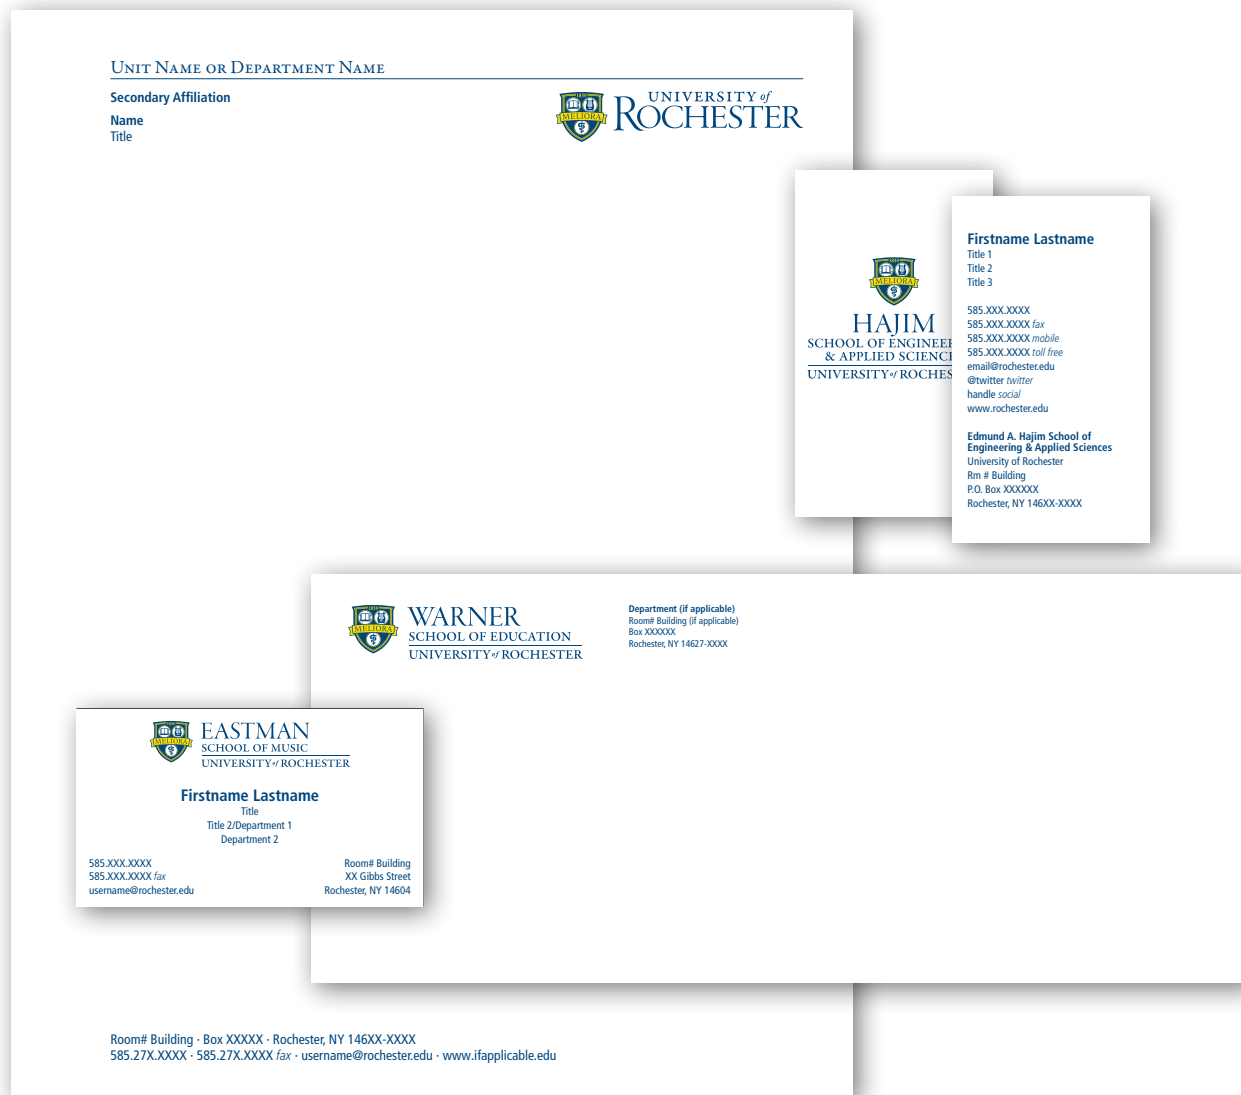 UNIT NAME OR DEPARTMENT NAME
Secondary Affiliation
Name
Title
1850
MELIORA
UNIVERSITY of
ROCHESTER
MELIORA
HAJIM
SCHOOL OF ENGINEER
& APPLIED SCIENC
UNIVERSITY of ROCHES
Firstname Lastname
Title 1
Title 2
Title 3
585.XXX.XXXX
585.XXX.XXXX fax
585.XXX.XXXX mobile
585.XXX.XXXX toll free
email@rochester.edu
@twitter twitter
handle social
www.rochester.edu
Edmund A. Hajim School of
Engineering & Applied Sciences
University of Rochester
Rm # Building
P.O. Box XXXXXX
Rochester, NY 146XX-XXXX
1850
MELIORA
WARNER
SCHOOL OF EDUCATION
UNIVERSITY of ROCHESTER
Department (if applicable)
Room# Building (if applicable)
Box XXXXXX
Rochester, NY 14627-XXXX
MELIORA
EASTMAN
SCHOOL OF MUSIC
UNIVERSITY of ROCHESTER
Firstname Lastname
Title
Title 2/Department 1
Department 2
585.XXX.XXXX
585.XXX.XXXX fax
username@rochester.edu
Room# Building
XX Gibbs Street
Rochester, NY 14604
Room# Building · Box XXXXX · Rochester, NY 146XX-XXXX
585.27X.XXXX · 585.27X.XXXX fax · username@rochester.edu · www.ifapplicable.edu